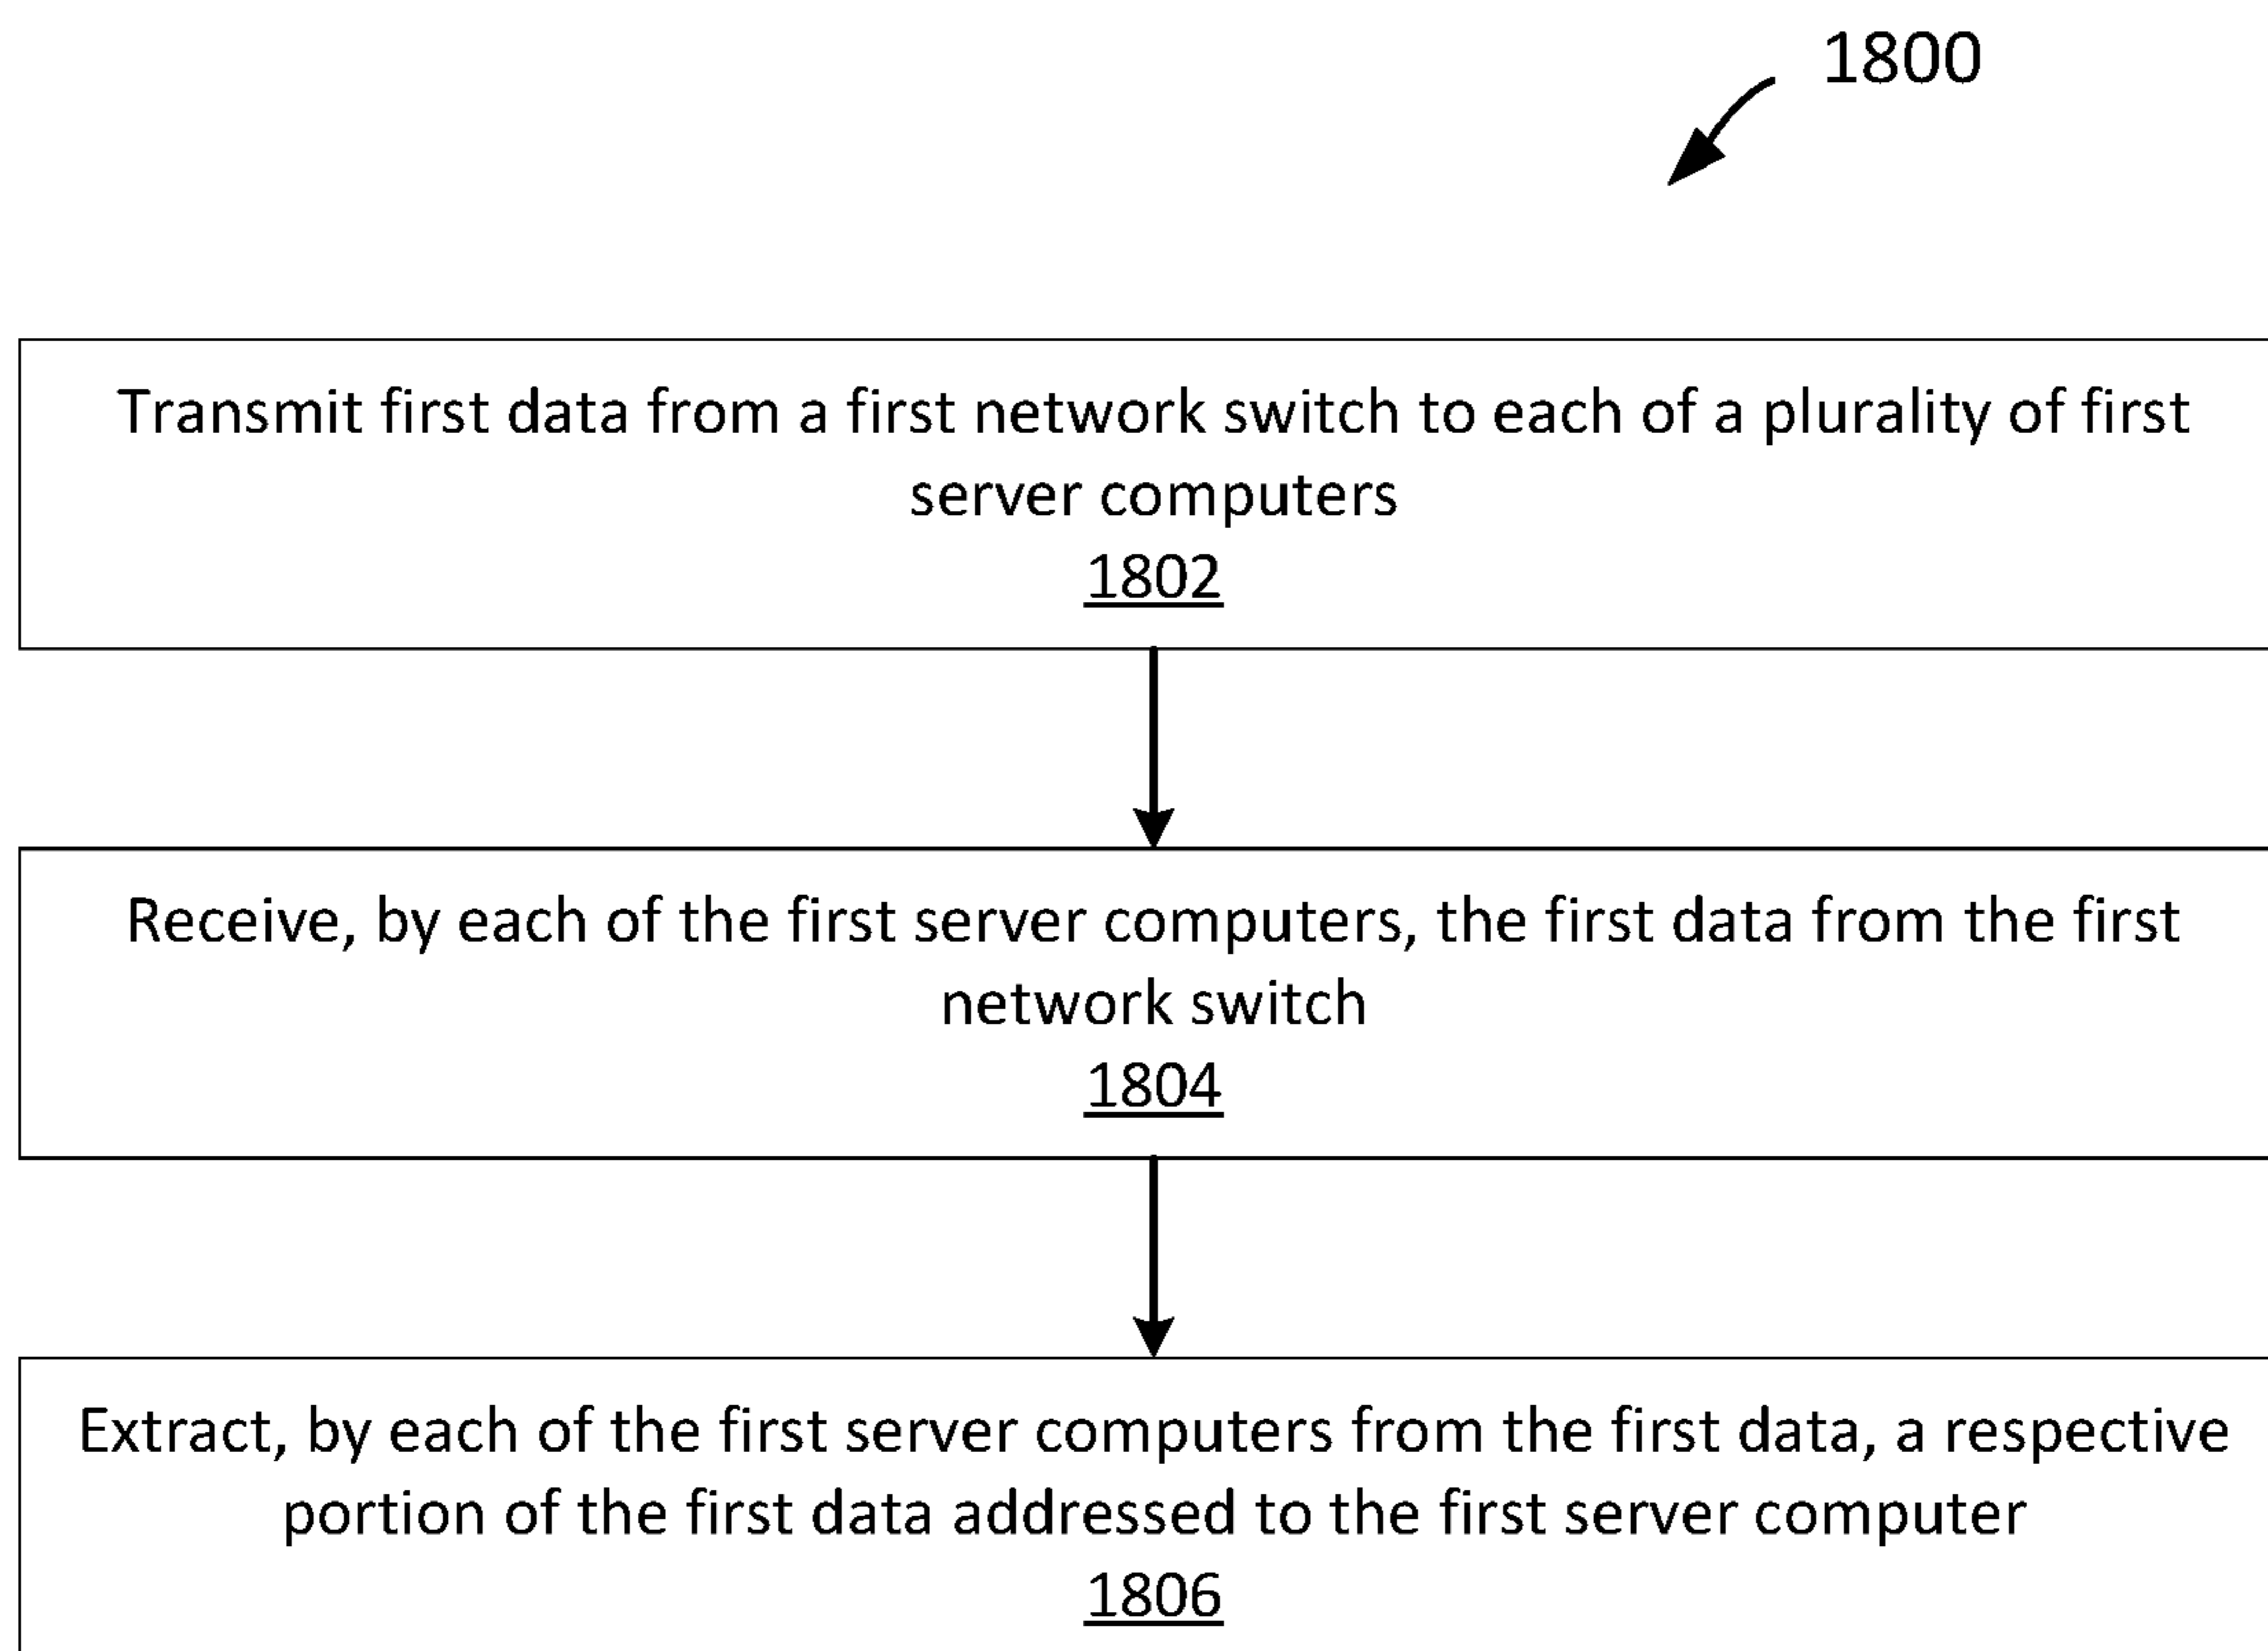 1800
Transmit first data from a first network switch to each of a plurality of first
server computers
1802
Receive, by each of the first server computers, the first data from the first
network switch
1804
Extract, by each of the first server computers from the first data, a respective
portion of the first data addressed to the first server computer
1806